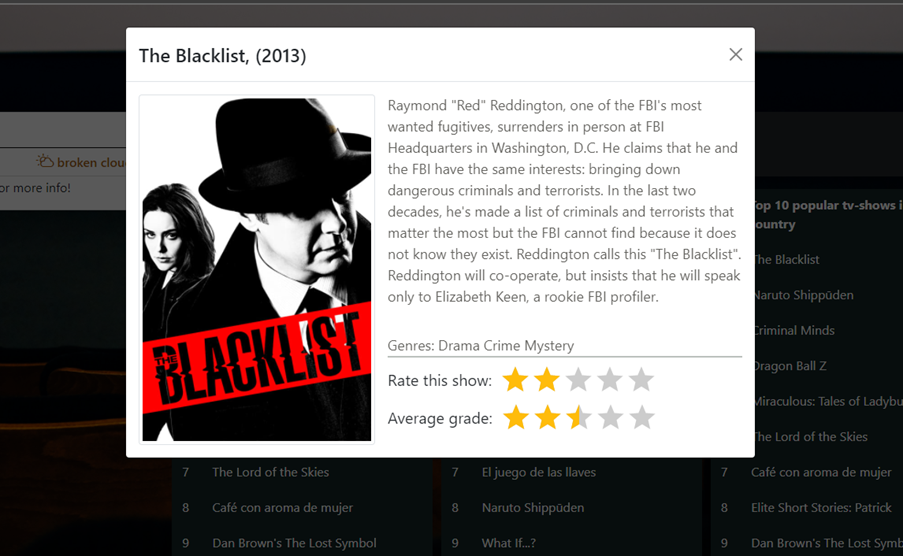 The Blacklist, (2013)
Raymond "Red" Reddington, one of the FBI's most
wanted fugitives, surrenders in person at FBI
Headquarters in Washington, D.C. He claims that he and
the FBI have the same interests: bringing down
dangerous criminals and terrorists. In the last two
decades, he's made a list of criminals and terrorists that
matter the most but the FBI cannot find because it does
not know they exist. Reddington calls this "The Blacklist".
Reddington will co-operate, but insists that he will speak
only to Elizabeth Keen, a rookie FBI profiler.
Genres: Drama Crime Mystery
Rate this show:
Average grade:
THE
BLACKLIST
broken clou
or more info!
Top 10 popular tv-shows i
country
The Blacklist
Naruto Shippūden
Criminal Minds
Dragon Ball Z
Miraculous: Tales of Ladybu
The Lord of the Skies
7 The Lord of the Skies
8 Café con aroma de mujer
9 Dan Brown's The Lost Symbol
7 El juego de las llaves
8 Naruto Shippūden
9 What If...?
7 Café con aroma de mujer
8 Elite Short Stories: Patrick
9 Dan Brown's The Lost Symb